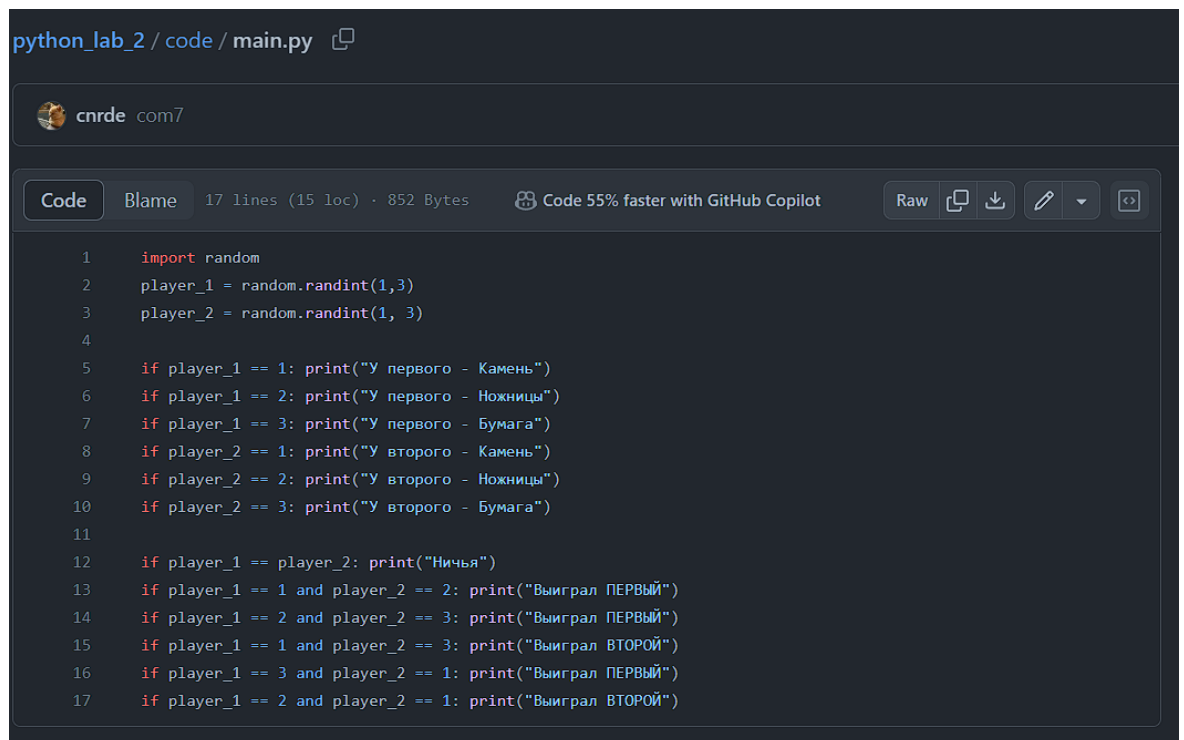 python_lab_2 / code / main.py
cnrde com7
Code Blame 17 lines (15 loc) · 852 Bytes Code 55% faster with GitHub Copilot Raw
1 import random
2 player_1 = random.randint(1,3)
3 player_2 = random.randint(1, 3)
4
5 if player_1 == 1: print("У первого - Камень")
6 if player_1 == 2: print("У первого - Ножницы")
7 if player_1 == 3: print("У первого - Бумага")
8 if player_2 == 1: print("У второго - Камень")
9 if player_2 == 2: print("У второго - Ножницы")
10 if player_2 == 3: print("У второго - Бумага")
11
12 if player_1 == player_2: print("Ничья")
13 if player_1 == 1 and player_2 == 2: print("Выиграл ПЕРВЫЙ")
14 if player_1 == 2 and player_2 == 3: print("Выиграл ПЕРВЫЙ")
15 if player_1 == 1 and player_2 == 3: print("Выиграл ВТОРОЙ")
16 if player_1 == 3 and player_2 == 1: print("Выиграл ПЕРВЫЙ")
17 if player_1 == 2 and player_2 == 1: print("Выиграл ВТОРОЙ")